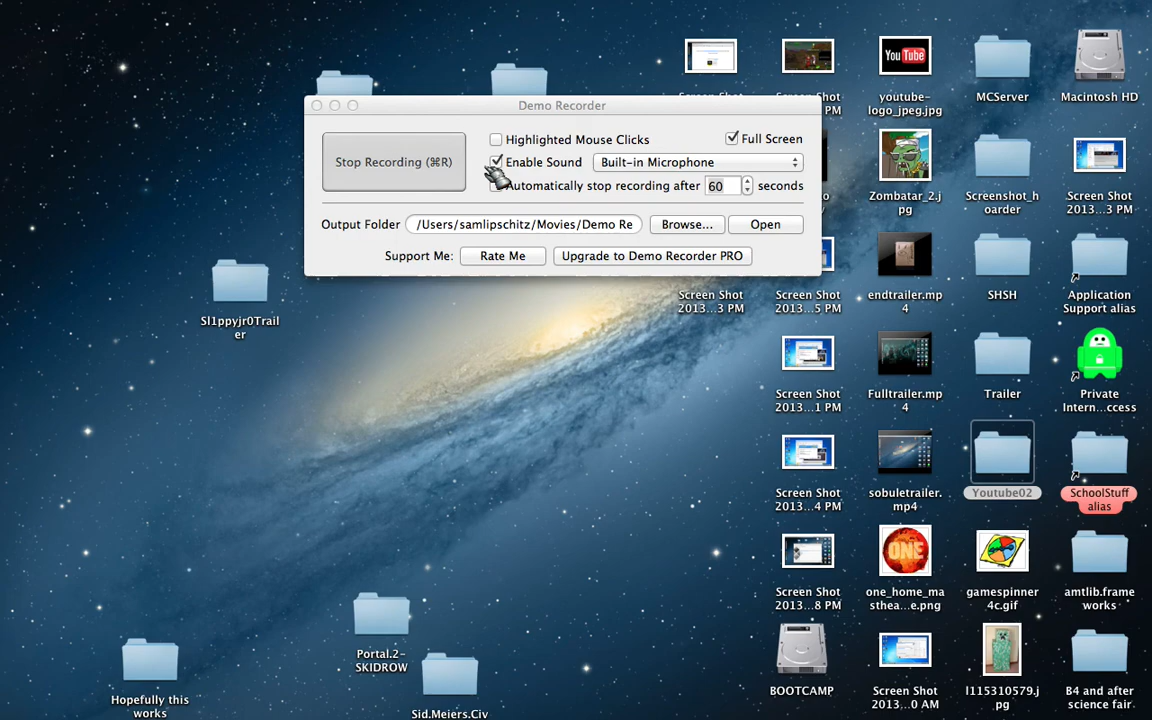 Demo Recorder
Stop Recording (⌘R)
Highlighted Mouse Clicks
Full Screen
Enable Sound
Built-in Microphone
Automatically stop recording after
60
seconds
Output Folder
/Users/samlipschitz/Movies/Demo Re
Browse...
Open
Support Me:
Rate Me
Upgrade to Demo Recorder PRO
You Tube
youtube-
logo_jpeg.jpg
MCServer
Macintosh HD
Zombatar_2.j
pg
Screenshot_h
oarder
Screen Shot
2013...3 PM
Sl1ppyjr0Trail
er
Screen Shot
2013...3 PM
Screen Shot
2013...5 PM
endtrailer.mp
4
SHSH
Application
Support alias
Screen Shot
2013...1 PM
Fulltrailer.mp
4
Trailer
Private
Intern...ccess
Screen Shot
2013...4 PM
sobuletrailer.
mp4
Youtube02
SchoolStuff
alias
ONE
Screen Shot
2013...8 PM
one_home_ma
sthea...e.png
gamespinner
4c.gif
amtlib.frame
works
Portal.2-
SKIDROW
Hopefully this
works
Sid.Meiers.Civ
BOOTCAMP
Screen Shot
2013...0 AM
l115310579.j
pg
B4 and after
science fair